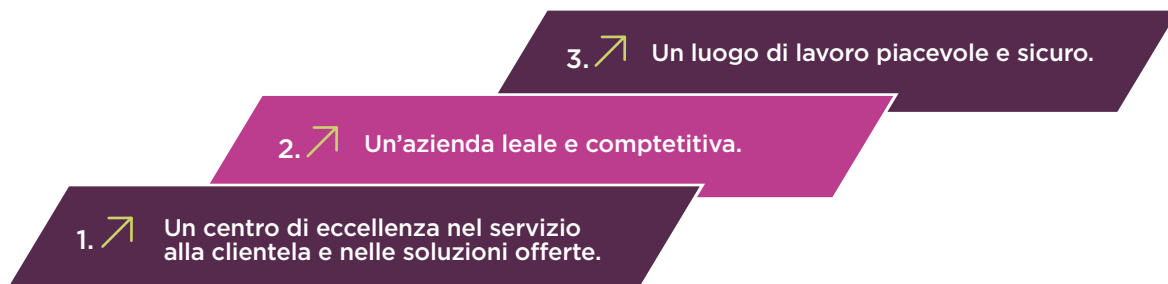 3. Un luogo di lavoro piacevole e sicuro.
2. Un’azienda leale e comptetitiva.
1. Un centro di eccellenza nel servizio
alla clientela e nelle soluzioni offerte.